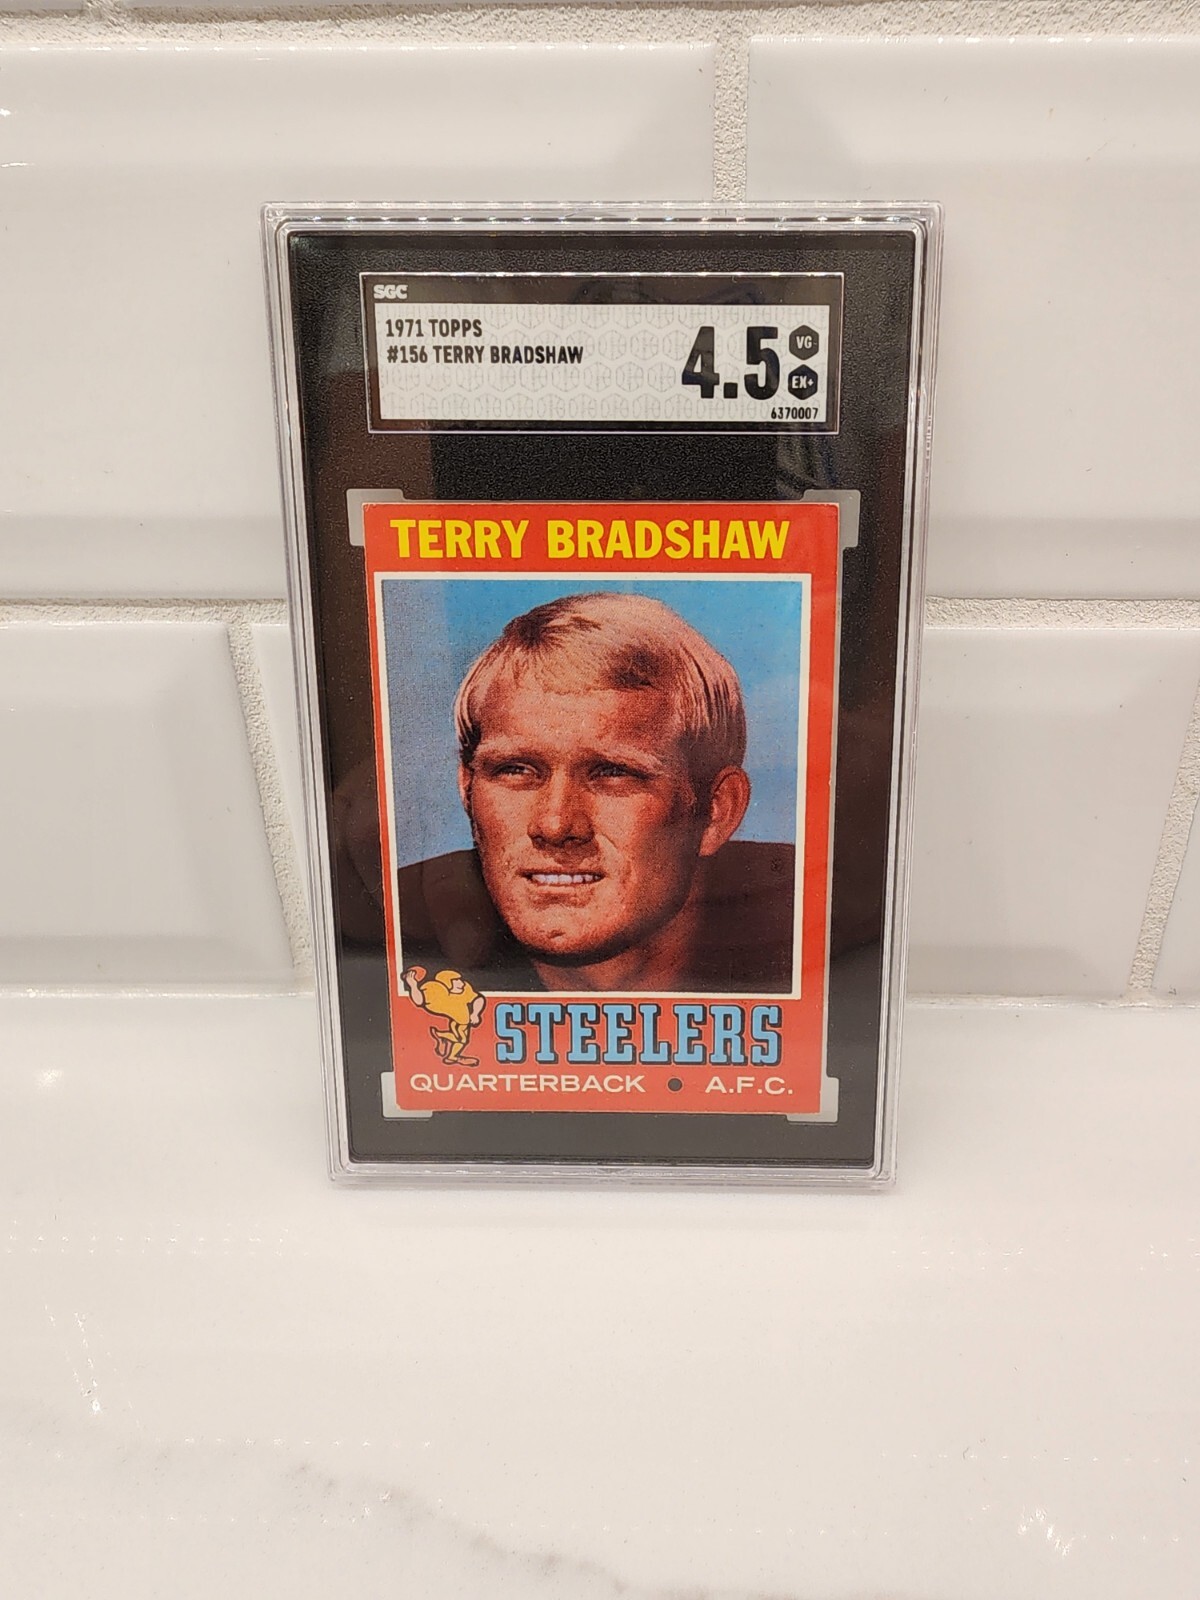 SGC
1971 TOPPS
#156 TERRY BRADSHAW
4.5
VG
EX+
6370007
TERRY BRADSHAW
STEELERS
QUARTERBACK • A.F.C.